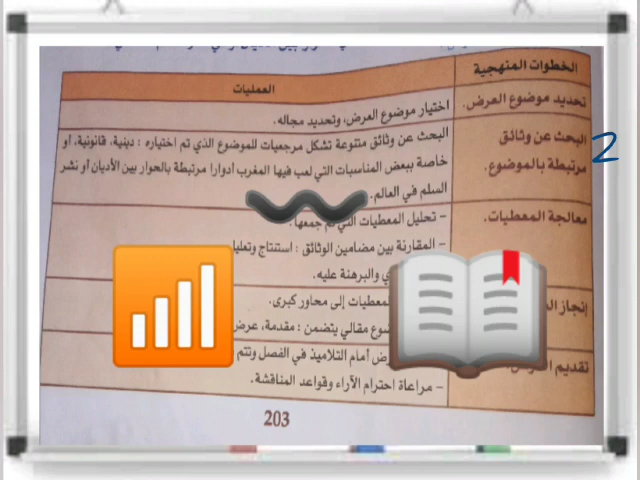 الخطوات المنهجية
العمليات
تحديد موضوع العرض.
اختيار موضوع العرض، وتحديد مجاله.
البحث عن وثائق
مرتبطة بالموضوع.
2
البحث عن وثائق متنوعة تشكل مرجعيات للموضوع الذي تم اختياره : دينية، قانونية، أو
خاصة ببعض المناسبات التي لعب فيها المغرب أدوارا مرتبطة بالحوار بين الأديان أو نشر
السلم في العالم.
معالجة المعطيات.
- تحليل المعطيات التي تم جمعها.
- المقارنة بين مضامين الوثائق : استنتاج وتعليل
والبرهنة عليه.
إنجاز
المعطيات إلى محاور كبرى.
مقالي يتضمن : مقدمة، عرض
تقديم
أمام التلاميذ في الفصل وتتم
- مراعاة احترام الآراء وقواعد المناقشة.
203